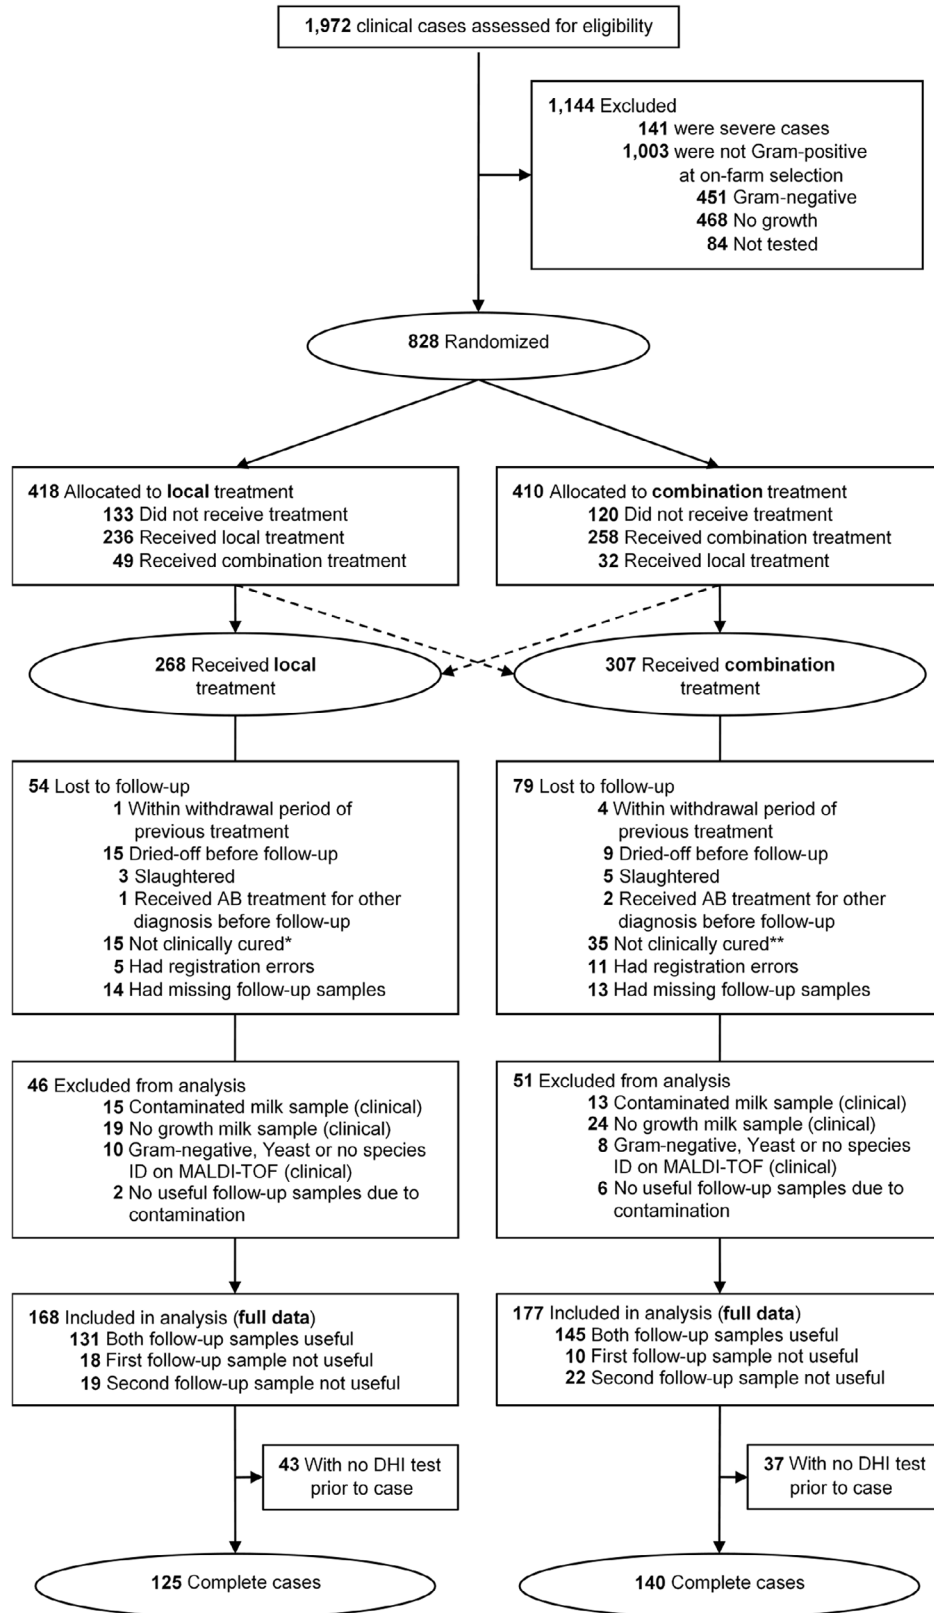 1,972 clinical cases assessed for eligibility
1,144 Excluded
141 were severe cases
1,003 were not Gram-positive
at on-farm selection
451 Gram-negative
468 No growth
84 Not tested
828 Randomized
418 Allocated to local treatment
133 Did not receive treatment
236 Received local treatment
49 Received combination treatment
410 Allocated to combination treatment
120 Did not receive treatment
258 Received combination treatment
32 Received local treatment
268 Received local
treatment
307 Received combination
treatment
54 Lost to follow-up
1 Within withdrawal period of
previous treatment
15 Dried-off before follow-up
3 Slaughtered
1 Received AB treatment for other
diagnosis before follow-up
15 Not clinically cured*
5 Had registration errors
14 Had missing follow-up samples
79 Lost to follow-up
4 Within withdrawal period of
previous treatment
9 Dried-off before follow-up
5 Slaughtered
2 Received AB treatment for other
diagnosis before follow-up
35 Not clinically cured**
11 Had registration errors
13 Had missing follow-up samples
46 Excluded from analysis
15 Contaminated milk sample (clinical)
19 No growth milk sample (clinical)
10 Gram-negative, Yeast or no species
ID on MALDI-TOF (clinical)
2 No useful follow-up samples due to
contamination
51 Excluded from analysis
13 Contaminated milk sample (clinical)
24 No growth milk sample (clinical)
8 Gram-negative, Yeast or no species
ID on MALDI-TOF (clinical)
6 No useful follow-up samples due to
contamination
168 Included in analysis (full data)
131 Both follow-up samples useful
18 First follow-up sample not useful
19 Second follow-up sample not useful
177 Included in analysis (full data)
145 Both follow-up samples useful
10 First follow-up sample not useful
22 Second follow-up sample not useful
43 With no DHI test
prior to case
37 With no DHI test
prior to case
125 Complete cases
140 Complete cases